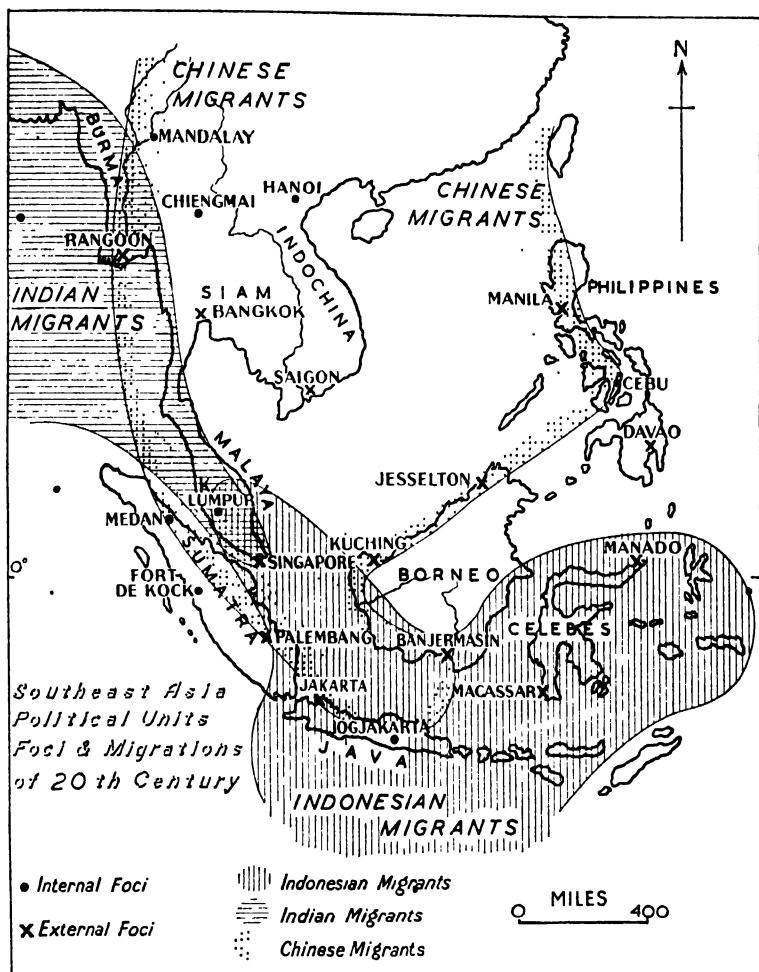 CHINESE
MIGRANTS
N
BURMA
MANDALAY
HANOI
CHIENGMAI
CHINESE
MIGRANTS
RANGOON
INDOCHINA
INDIAN
MIGRANTS
SIAM
BANGKOK
MANILA
PHILIPPINES
SAIGON
CEBU
MALAYA
DAVAO
K
LUMPUR
JESSELTON
MEDAN
KUCHING
MANADO
0°
SINGAPORE
SUMATRA
FORT
DE KOCK
BORNEO
PALEMBANG
BANJERMASIN
CELEBES
JAKARTA
MACASSAR
Southeast Asia
Political Units
Foci & Migrations
of 20th Century
JOGJAKARTA
JAVA
INDONESIAN
MIGRANTS
Internal Foci
External Foci
Indonesian Migrants
Indian Migrants
Chinese Migrants
MILES
0 400